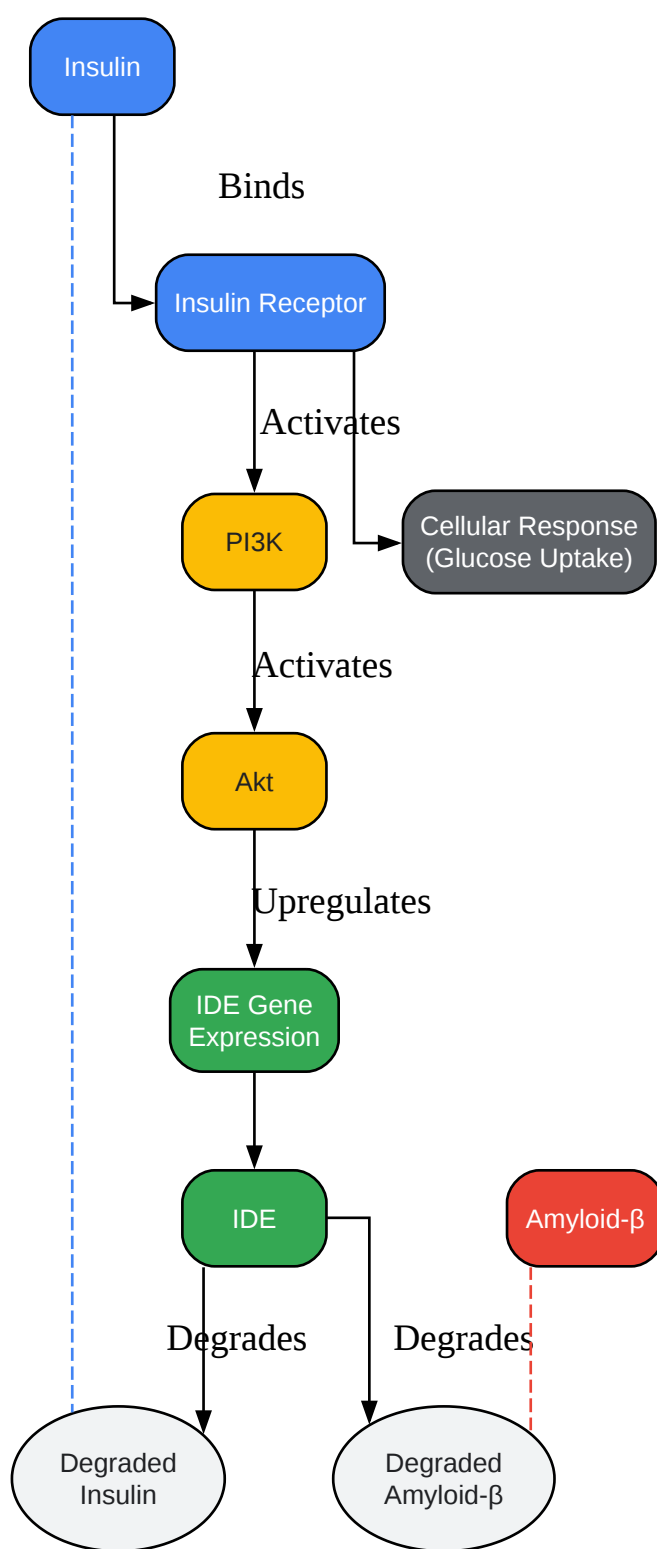 Insulin
Binds
Insulin Receptor
Activates
PI3K
Cellular Response
(Glucose Uptake)
Activates
Akt
Upregulates
IDE Gene
Expression
IDE
Amyloid-β
Degrades
Degrades
Degraded
Insulin
Degraded
Amyloid-β